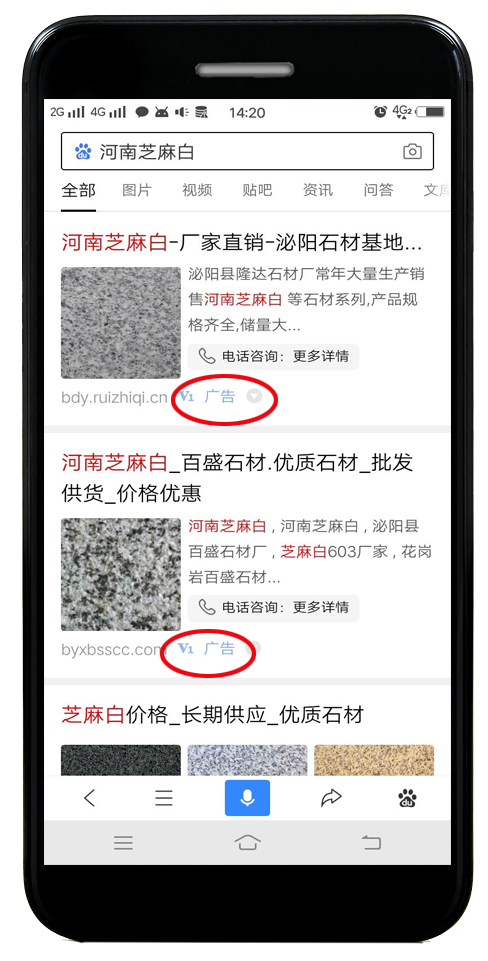 2G 4G 14:20 4G2
河南芝麻白
全部 图片 视频 贴吧 资讯 问答 文库
河南芝麻白-厂家直销-泌阳石材基地...
泌阳县隆达石材厂常年大量生产销
售河南芝麻白 等石材系列,产品规
格齐全,储量大...
电话咨询：更多详情
bdy.ruizhiqi.cn V1 广告
河南芝麻白_百盛石材.优质石材_批发
供货_价格优惠
河南芝麻白 , 河南芝麻白 , 泌阳县
百盛石材厂 , 芝麻白603厂家 , 花岗
岩百盛石材...
电话咨询：更多详情
byxbsscc.com V1 广告
芝麻白价格_长期供应_优质石材
du